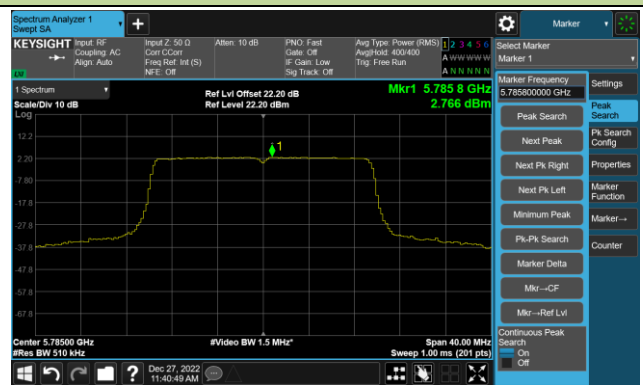 Spectrum Analyzer 1
Swept SA
+
Marker
KEYSIGHT
Input: RF
Coupling: AC
Align: Auto
Input Z: 50 Ω
Corr CCorr
Freq Ref: Int (S)
NFE: Off
Atten: 10 dB
PNO: Fast
Gate: Off
IF Gain: Low
Sig Track: Off
Avg Type: Power (RMS)
Avg|Hold: 400/400
Trig: Free Run
1 2 3 4 5 6
A W W W W W
A N N N N N
LXI
Select Marker
Marker 1
1 Spectrum
Scale/Div 10 dB
Log
Ref Lvl Offset 22.20 dB
Ref Level 22.20 dBm
Mkr1 5.785 8 GHz
2.766 dBm
12.2
2.20
-7.80
-17.8
-27.8
-37.8
-47.8
-57.8
-67.8
1
Center 5.78500 GHz
#Res BW 510 kHz
#Video BW 1.5 MHz*
Span 40.00 MHz
Sweep 1.00 ms (201 pts)
Marker Frequency
5.785800000 GHz
Peak Search
Next Peak
Next Pk Right
Next Pk Left
Minimum Peak
Pk-Pk Search
Marker Delta
Mkr→CF
Mkr→Ref Lvl
Continuous Peak
Search
On
Off
Settings
Peak
Search
Pk Search
Config
Properties
Marker
Function
Marker→
Counter
?
Dec 27, 2022
11:40:49 AM